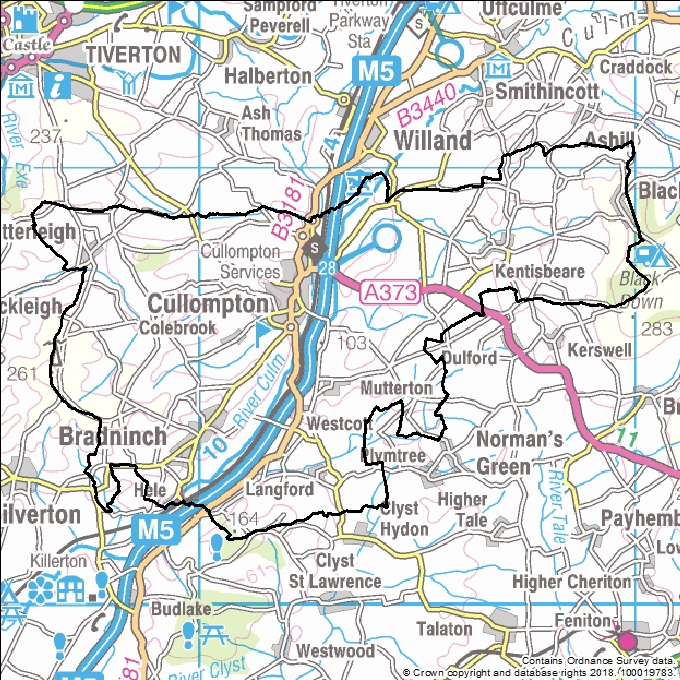 Sampford
Peverell
Tiverton
Parkway
Sta
S
Uffculme
Culm
Castle
TIVERTON
Halberton
M5
Craddock
Smithincott
B3440
Ash
Thomas
Willand
4
237
River
Exe
Ashill
Black
B3181
tterleigh
Cullompton
Services
S
28
Kentisbeare
Black
Down
A373
ckleigh
Cullompton
Colebrook
103
283
Dulford
Kerswell
261
River Culm
Mutterton
10
Westcot
Bradninch
Plymtree
Norman's
Green
11
River Tale
Hele
Langford
Higher
Tale
ilverton
Clyst
Hydon
Payhemb
164
M5
Killerton
61
Clyst
St Lawrence
Higher Cheriton
Budlake
Talaton
Feniton
Westwood
River Clyst
Contains Ordnance Survey data.
© Crown copyright and database rights 2018. 100019783.